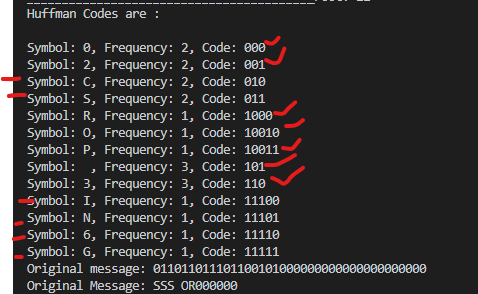 Huffman Codes are :
Symbol: 0, Frequency: 2, Code: 000
Symbol: 2, Frequency: 2, Code: 001
Symbol: C, Frequency: 2, Code: 010
Symbol: S, Frequency: 2, Code: 011
Symbol: R, Frequency: 1, Code: 1000
Symbol: O, Frequency: 1, Code: 10010
Symbol: P, Frequency: 1, Code: 10011
Symbol:  , Frequency: 3, Code: 101
Symbol: 3, Frequency: 3, Code: 110
Symbol: I, Frequency: 1, Code: 11100
Symbol: N, Frequency: 1, Code: 11101
Symbol: 6, Frequency: 1, Code: 11110
Symbol: G, Frequency: 1, Code: 11111
Original message: 
Original Message: SSS OR000000